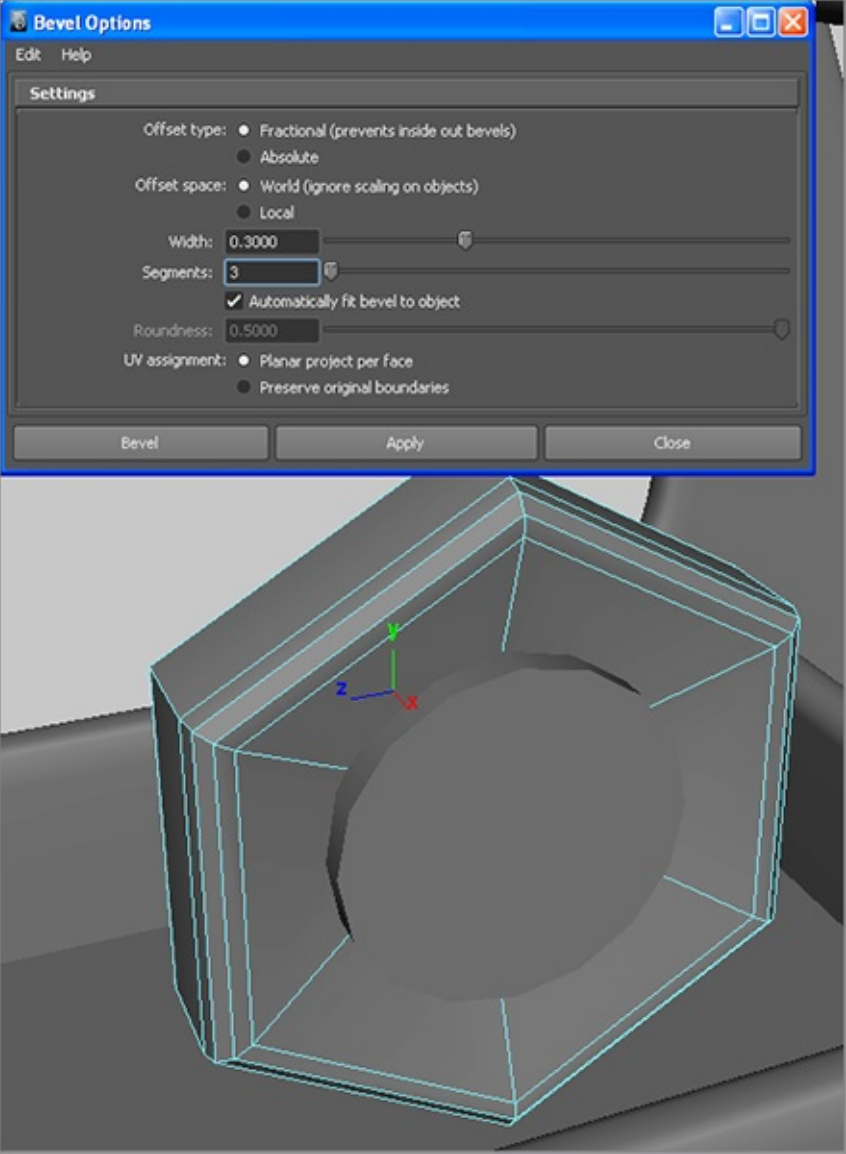 Bevel Options
Edit Help
Settings
Offset type: Fractional (prevents inside out bevels)
Absolute
Offset space: World (ignore scaling on objects)
Local
Width: 0.3000
Segments: 3
Automatically fit bevel to object
Roundness: 0.5000
UV assignment: Planar project per face
Preserve original boundaries
Bevel Apply Close
y
z
x